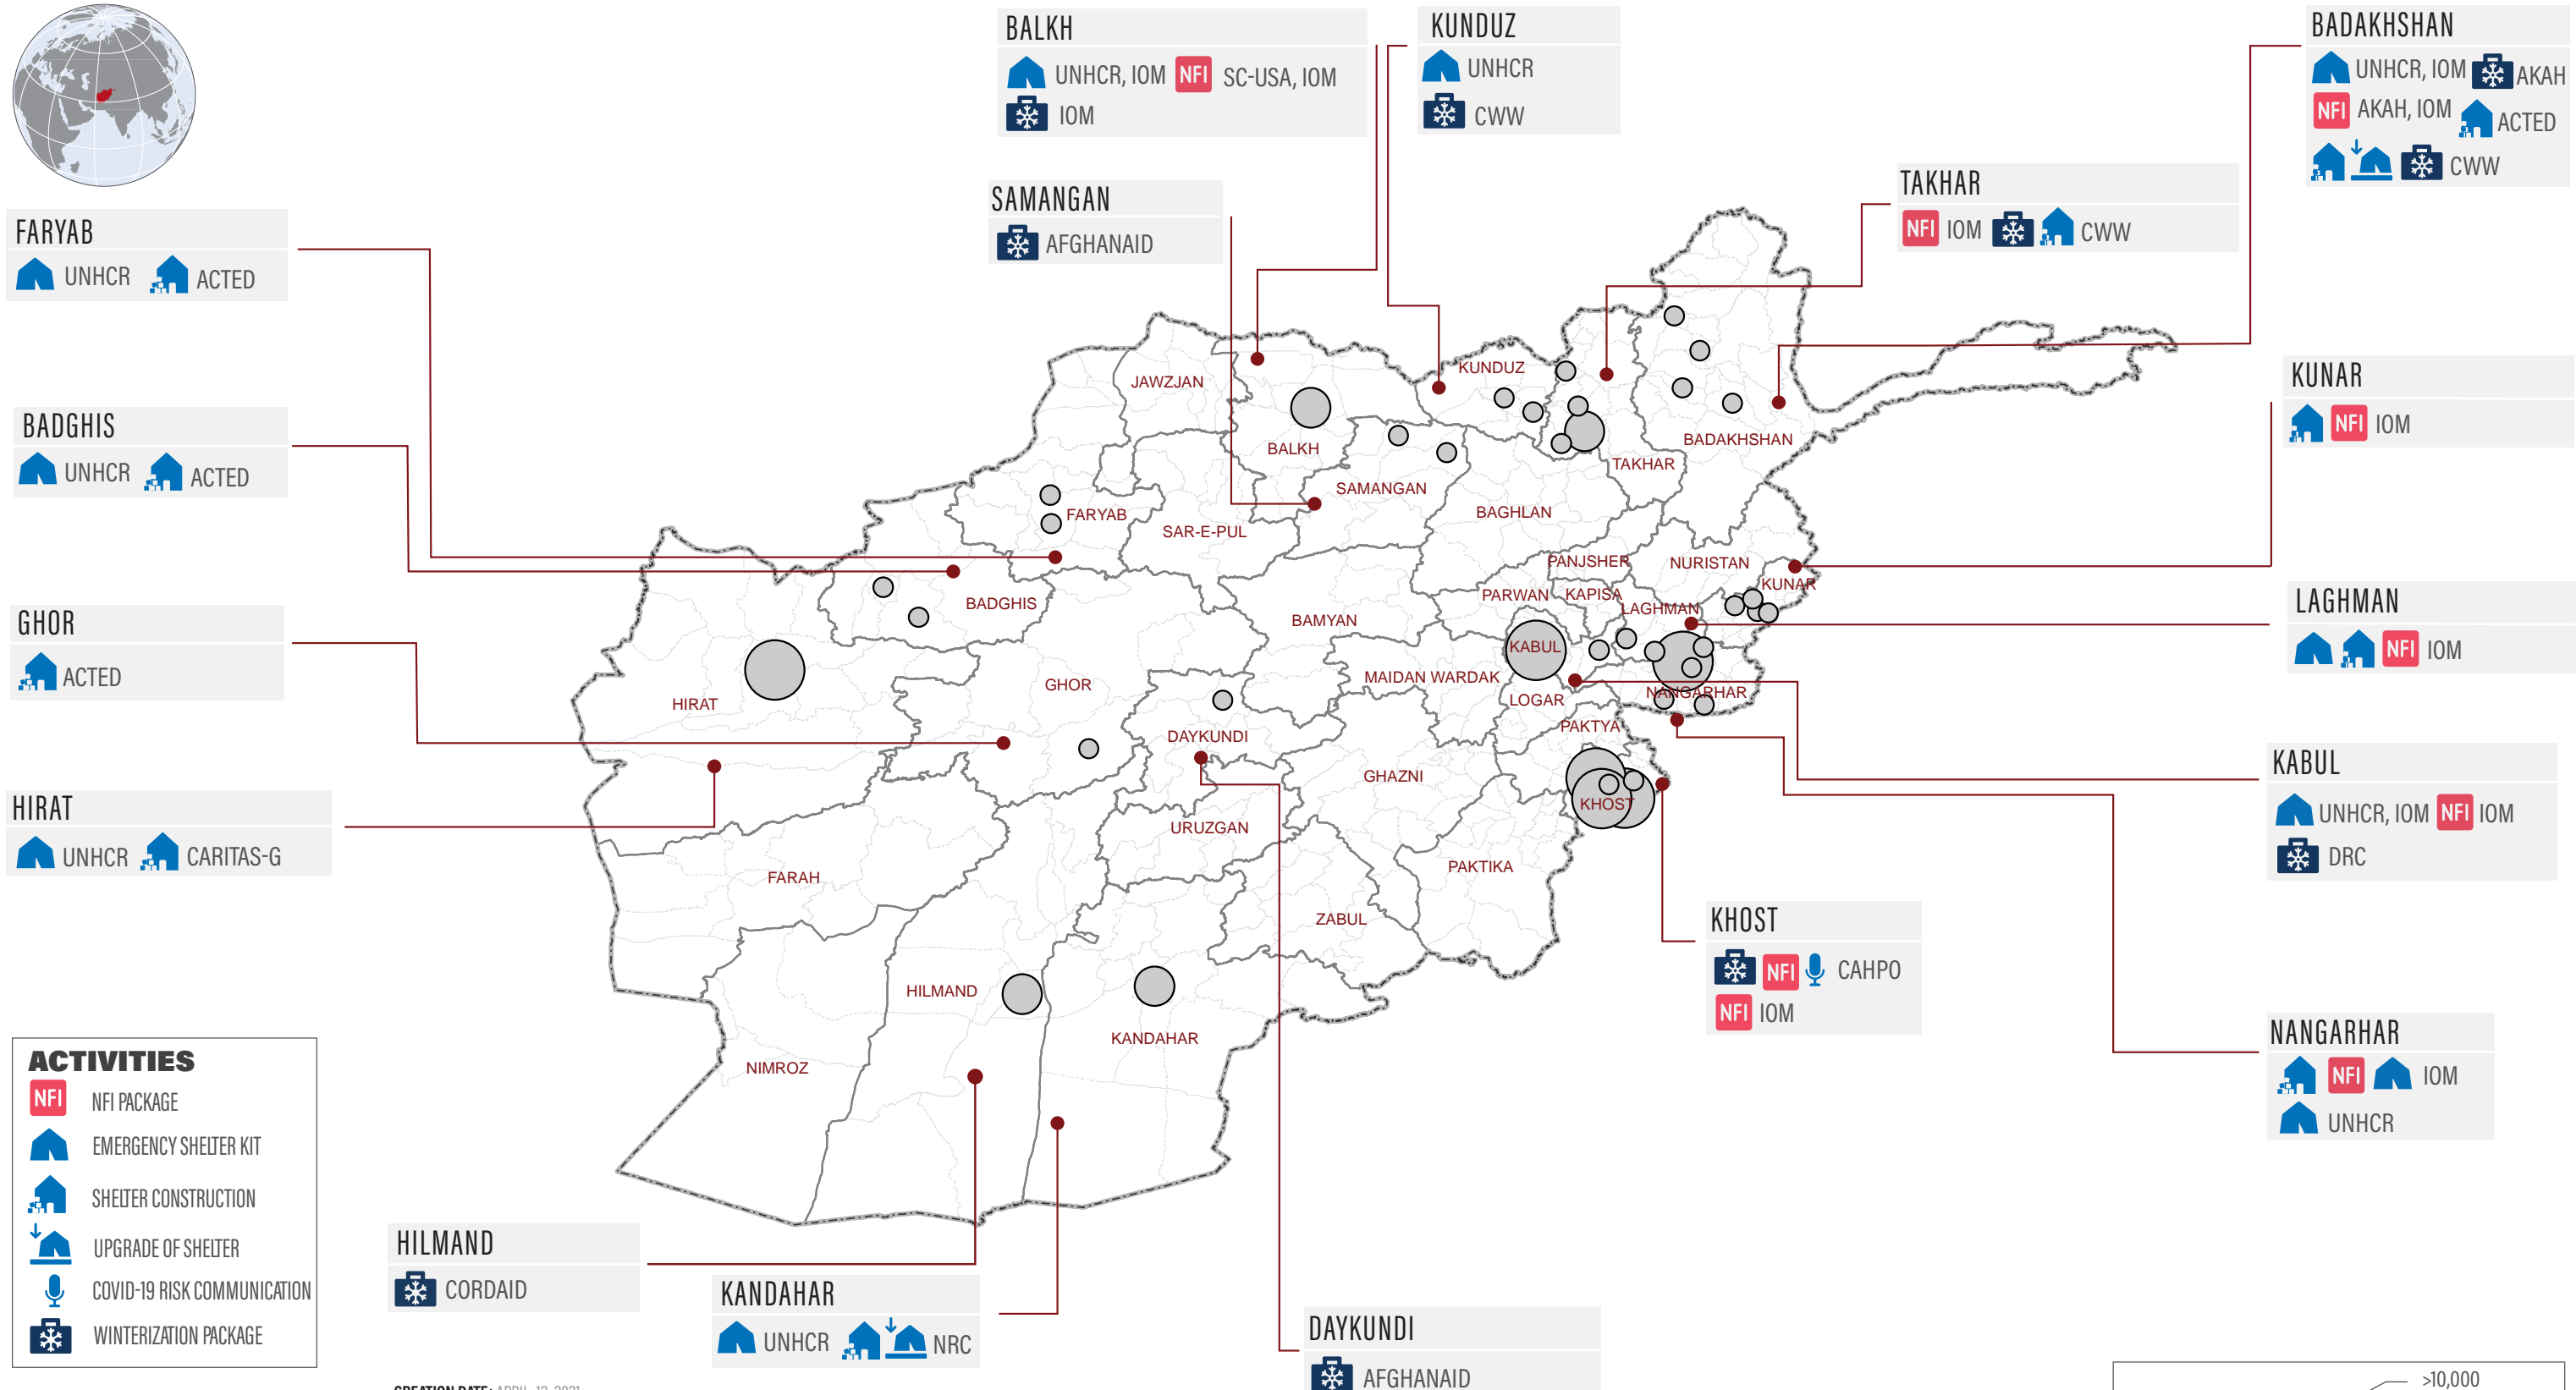 BALKH
UNHCR, IOM NFI SC-USA, IOM
IOM
KUNDUZ
UNHCR
CWW
BADAKHSHAN
UNHCR, IOM AKAH
NFI AKAH, IOM ACTED
CWW
SAMANGAN
AFGHANAID
TAKHAR
NFI IOM CWW
FARYAB
UNHCR ACTED
BADGHIS
UNHCR ACTED
GHOR
ACTED
HIRAT
UNHCR CARITAS-G
KUNAR
NFI IOM
LAGHMAN
NFI IOM
KABUL
UNHCR, IOM NFI IOM
DRC
KHOST
NFI CAHPO
NFI IOM
NANGARHAR
NFI IOM
UNHCR
JAWZJAN
BALKH
KUNDUZ
TAKHAR
BADAKHSHAN
SAMANGAN
BAGHLAN
FARYAB
SAR-E-PUL
PANJSHER
NURISTAN
KUNAR
BADGHIS
BAMYAN
PARWAN
KAPISA
LAGHMAN
KABUL
HIRAT
GHOR
MAIDAN WARDAK
LOGAR
NANGARHAR
DAYKUNDI
PAKTYA
GHAZNI
KHOST
URUZGAN
FARAH
PAKTIKA
ZABUL
HILMAND
KANDAHAR
NIMROZ
ACTIVITIES
NFI NFI PACKAGE
EMERGENCY SHELTER KIT
SHELTER CONSTRUCTION
UPGRADE OF SHELTER
COVID-19 RISK COMMUNICATION
WINTERIZATION PACKAGE
HILMAND
CORDAID
KANDAHAR
UNHCR NRC
DAYKUNDI
AFGHANAID
CREATION DATE: APRIL, 13, 2021
>10,000